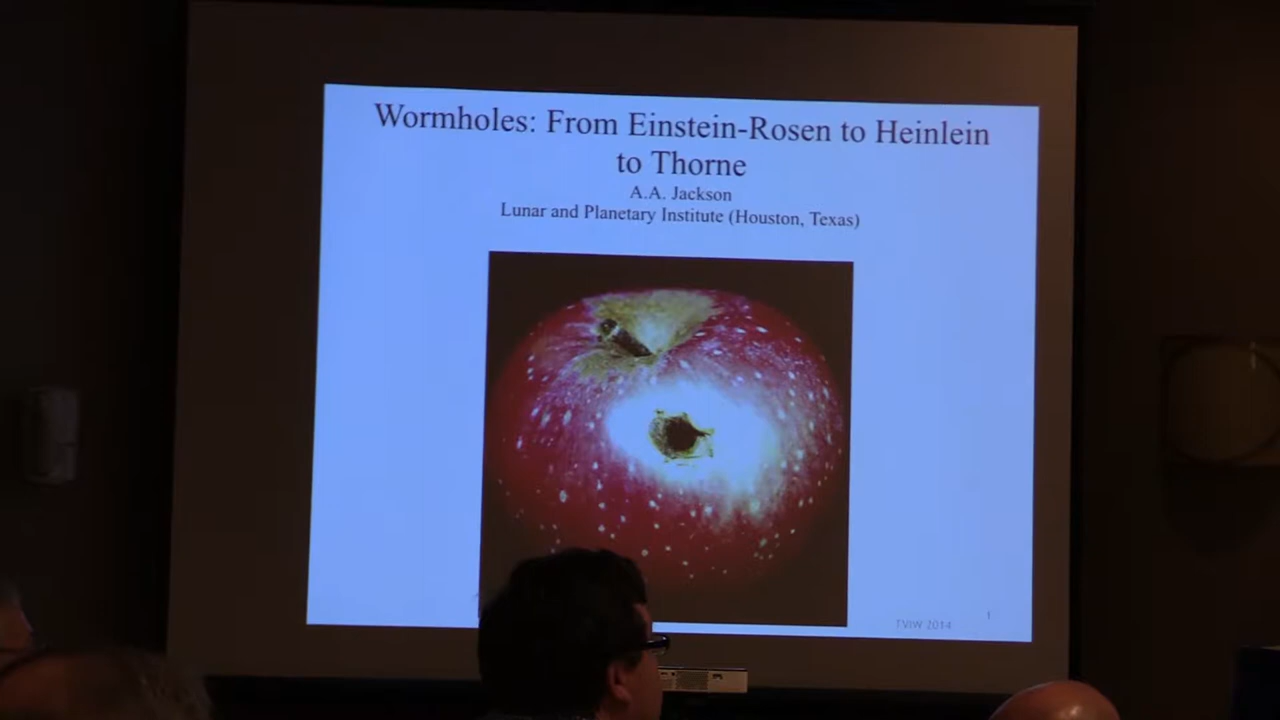 Wormholes: From Einstein-Rosen to Heinlein
to Thorne
A.A. Jackson
Lunar and Planetary Institute (Houston, Texas)
TVIW 2014
1